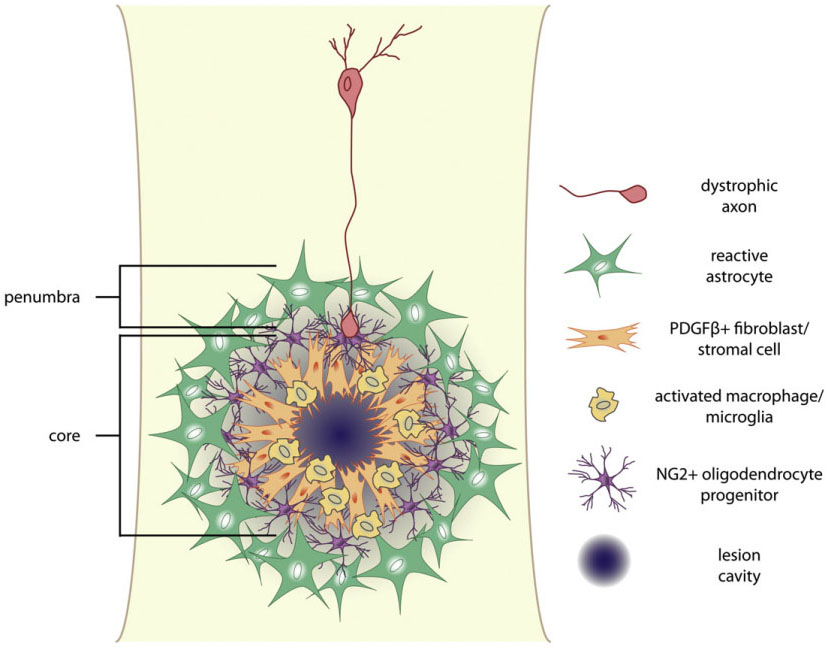 penumbra
core
dystrophic
axon
reactive
astrocyte
PDGFβ+ fibroblast/
stromal cell
activated macrophage/
microglia
NG2+ oligodendrocyte
progenitor
lesion
cavity